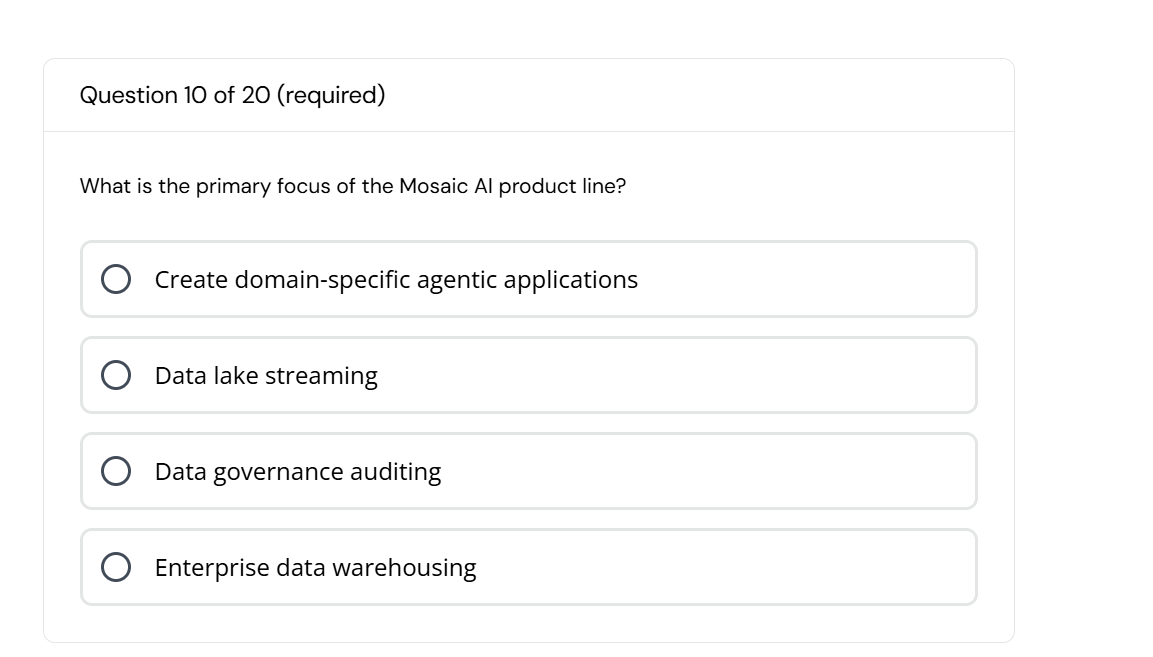 Question 10 of 20 (required)
What is the primary focus of the Mosaic AI product line?
Create domain-specific agentic applications
Data lake streaming
Data governance auditing
Enterprise data warehousing